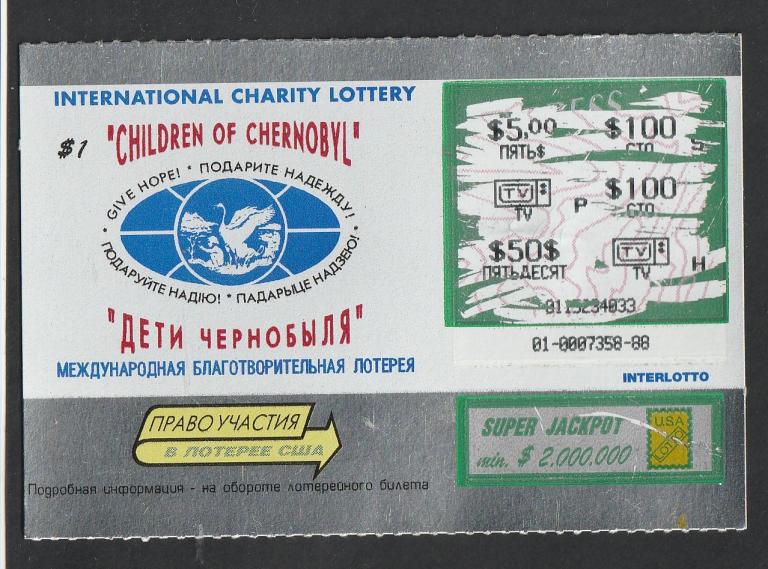 INTERNATIONAL CHARITY LOTTERY
$1
"CHILDREN OF CHERNOBYL"
· GIVE HOPE! * ПОДАРИТЕ НАДЕЖДУ! ·
ПОДАРУЙТЕ НАДІЮ! * ПАДАРЫЦЕ НАДЗЕЮ!
"ДЕТИ ЧЕРНОБЫЛЯ"
МЕЖДУНАРОДНАЯ БЛАГОТВОРИТЕЛЬНАЯ ЛОТЕРЕЯ
$5.00 $100
ПЯТЬ$ СТО S
TV $100
TV P СТО
$50$ TV
ПЯТЬДЕСЯТ TV H
0115234033
01-0007358-88
INTERLOTTO
ПРАВО УЧАСТИЯ
В ЛОТЕРЕЕ США
Подробная информация - на обороте лотерейного билета
SUPER JACKPOT
min. $ 2,000,000
USA
LOTTO